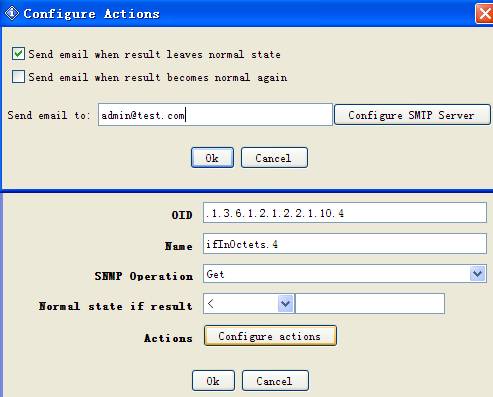 Configure Actions
Send email when result leaves normal state
Send email when result becomes normal again
Send email to: admin@test.com Configure SMTP Server
Ok Cancel
OID .1.3.6.1.2.1.2.2.1.10.4
Name ifInOctets.4
SNMP Operation Get
Normal state if result <
Actions Configure actions
Ok Cancel